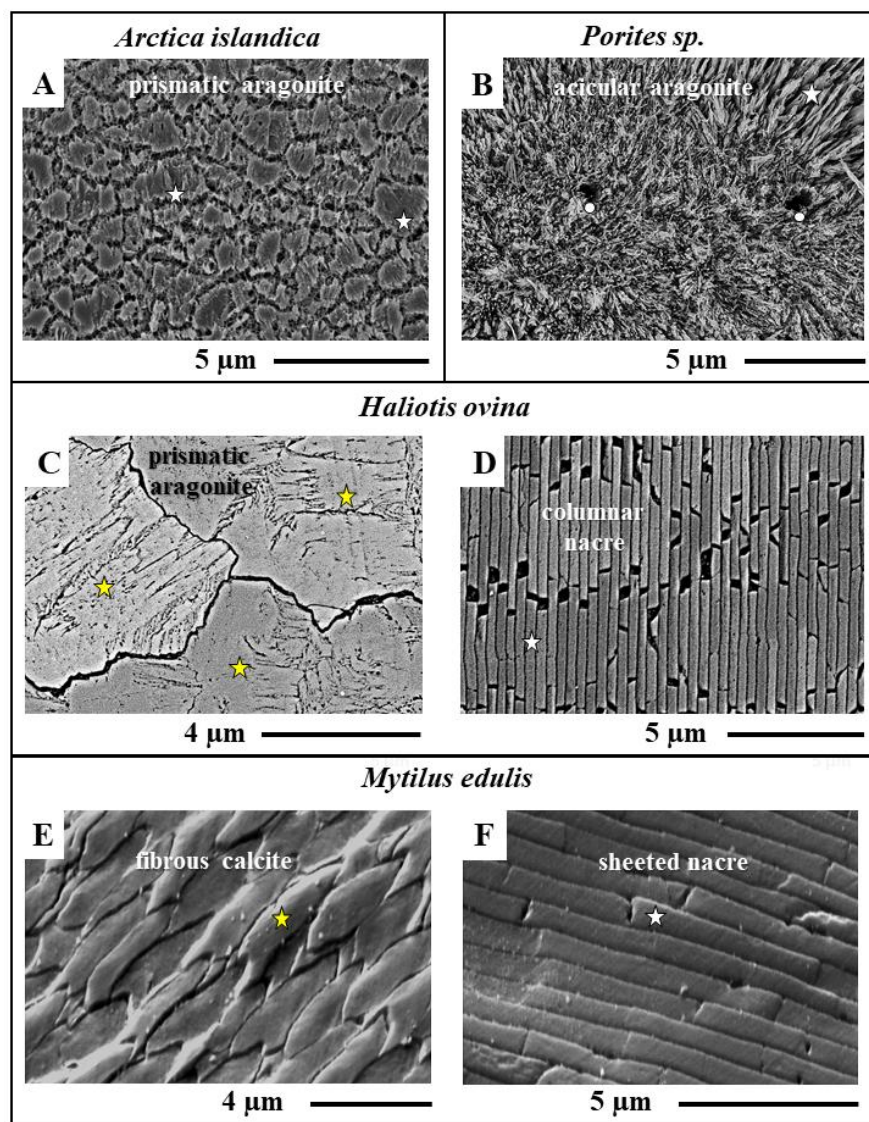 Arctica islandica
Porites sp.
A
prismatic aragonite
B
acicular aragonite
5 µm
5 µm
Haliotis ovina
C
prismatic
aragonite
D
columnar
nacre
4 µm
5 µm
Mytilus edulis
E
fibrous calcite
F
sheeted nacre
4 µm
5 µm